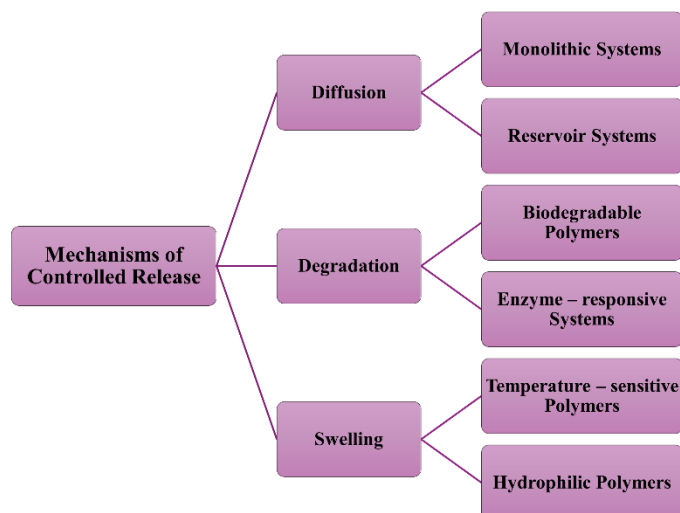 Mechanisms of
Controlled Release
Diffusion
Monolithic Systems
Reservoir Systems
Degradation
Biodegradable
Polymers
Enzyme – responsive
Systems
Swelling
Temperature – sensitive
Polymers
Hydrophilic Polymers